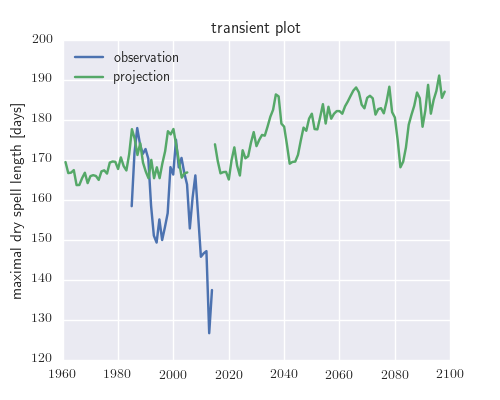 transient plot
observation
projection
maximal dry spell length [days]
200
190
180
170
160
150
140
130
120
1960 1980 2000 2020 2040 2060 2080 2100